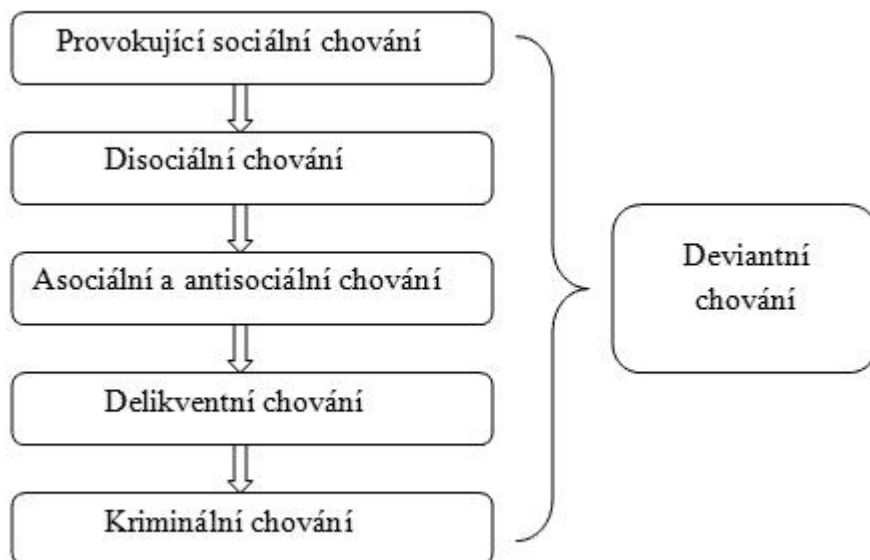 Provokující sociální chování
Disociální chování
Asociální a antisociální chování
Delikventní chování
Kriminální chování
Deviantní
chování